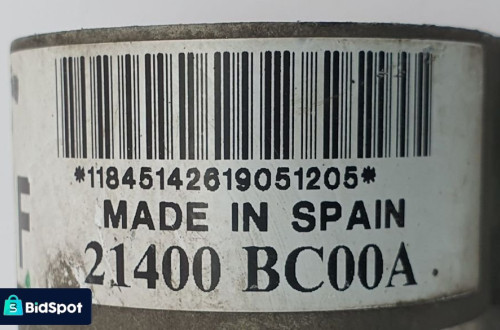 *11845142619051205*
MADE IN SPAIN
F
21400 BC00A
BidSpot